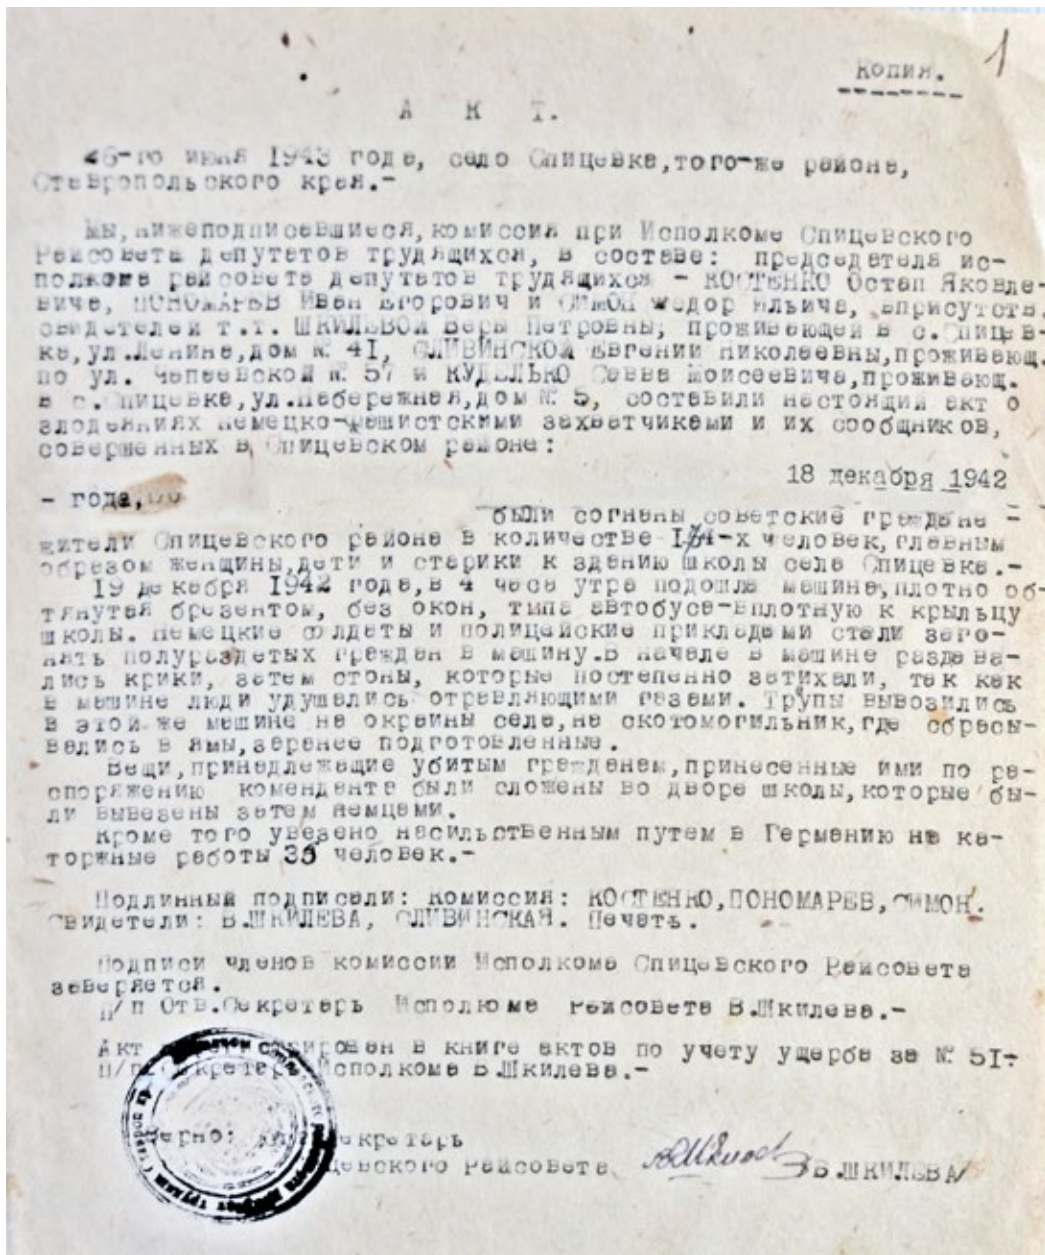 1
Копия.
А К Т.
26-го июня 1943 года, село Спицевка,того-же района,
Ставропольского края.-
Мы,нижеподписавшиеся,комиссия при Исполкоме Спицевского
Райсовета депутатов трудящихся, в составе: председателя ис-
полкома райсовета депутатов трудящихся - КОСТЕНКО Остап Яковле-
вича, ПОНОМАРЕВ Иван Егорович и СИМОН Федор Ильича, вприсутств.
свидетелей т.т. ШКИЛЕВОЙ Веры Петровны, проживающей в с.Спицев-
ке,ул.Ленина,дом № 41, СЛИВИНСКОЙ Евгении Николаевны,проживающ.
по ул. Чапаевской № 57 и КУДЕЛЬКО Савва Моисеевича,проживающ.
в с.Спицевке,ул.Набережная,дом № 5, составили настоящий акт о
злодеяниях немецко-фашистскими захватчиками и их сообщников,
совершенных в Спицевском районе:
18 декабря 1942
- года,
были согнаны советские граждане -
жители Спицевского района в количестве человек,главным
образом женщины,дети и старики к зданию школы села Спицевка.-
19 декабря 1942 года,в 4 часа утра подошла машина,плотно об-
тянутая брезентом, без окон, типа автобуса-вплотную к крыльцу
школы. Немецкие солдаты и полицейские прикладами стали заго-
нять полураздетых граждан в машину.В начале в машине раздава-
лись крики, затем стоны, которые постепенно затихали, так как
в машине люди удушались отравляющими газами. Трупы вывозились
в этой же машине на окраины села,на скотомогильник,где сбрасы-
вались в ямы,заранее подготовленные.
Вещи,принадлежащие убитым гражданам,принесенные ими по ра-
споряжению коменданта были сложены во дворе школы,которые бы-
ли вывезены затем немцами.
Кроме того увезено насильственным путем в Германию на ка-
торжные работы 35 человек.-
Подлинный подписали: Комиссия: КОСТЕНКО,ПОНОМАРЕВ,СИМОН.
Свидетели: В.ШКИЛЕВА, СЛИВИНСКАЯ. Печать.
Подписи членов комиссии Исполкома Спицевского Райсовета
заверяется.
п/п Отв.Секретарь Исполкома Райсовета В.Шкилева.-
Акт в книге актов по учету ущерба за № 51-
п/п Секретарь Исполкома В.Шкилева.-
Верно: секретарь
Райсовета В.ШКИЛЕВА/